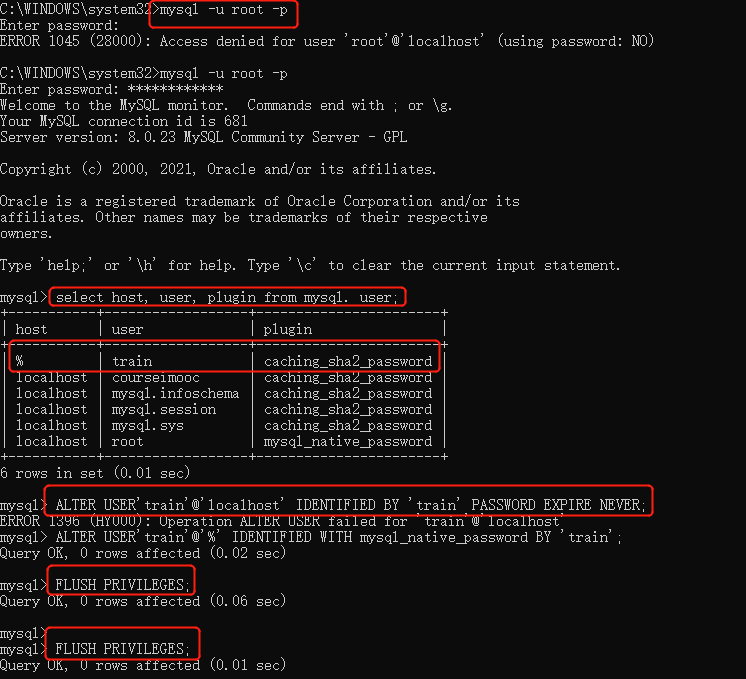 C:\WINDOWS\system32>mysql -u root -p
Enter password:
ERROR 1045 (28000): Access denied for user 'root'@'localhost' (using password: NO)
C:\WINDOWS\system32>mysql -u root -p
Enter password: ************
Welcome to the MySQL monitor.  Commands end with ; or \g.
Your MySQL connection id is 681
Server version: 8.0.23 MySQL Community Server - GPL
Copyright (c) 2000, 2021, Oracle and/or its affiliates.
Oracle is a registered trademark of Oracle Corporation and/or its
affiliates. Other names may be trademarks of their respective
owners.
Type 'help;' or '\h' for help. Type '\c' to clear the current input statement.
mysql> select host, user, plugin from mysql. user;
+-----------+------------------+-----------------------+
| host      | user             | plugin                |
+-----------+------------------+-----------------------+
| %         | train            | caching_sha2_password |
| localhost | courseimooc      | caching_sha2_password |
| localhost | mysql.infoschema | caching_sha2_password |
| localhost | mysql.session    | caching_sha2_password |
| localhost | mysql.sys        | caching_sha2_password |
| localhost | root             | mysql_native_password |
+-----------+------------------+-----------------------+
6 rows in set (0.01 sec)
mysql> ALTER USER'train'@'localhost' IDENTIFIED BY 'train' PASSWORD EXPIRE NEVER;
ERROR 1396 (HY000): Operation ALTER USER failed for 'train'@'localhost'
mysql> ALTER USER'train'@'%' IDENTIFIED WITH mysql_native_password BY 'train';
Query OK, 0 rows affected (0.02 sec)
mysql> FLUSH PRIVILEGES;
Query OK, 0 rows affected (0.06 sec)
mysql>
mysql> FLUSH PRIVILEGES;
Query OK, 0 rows affected (0.01 sec)